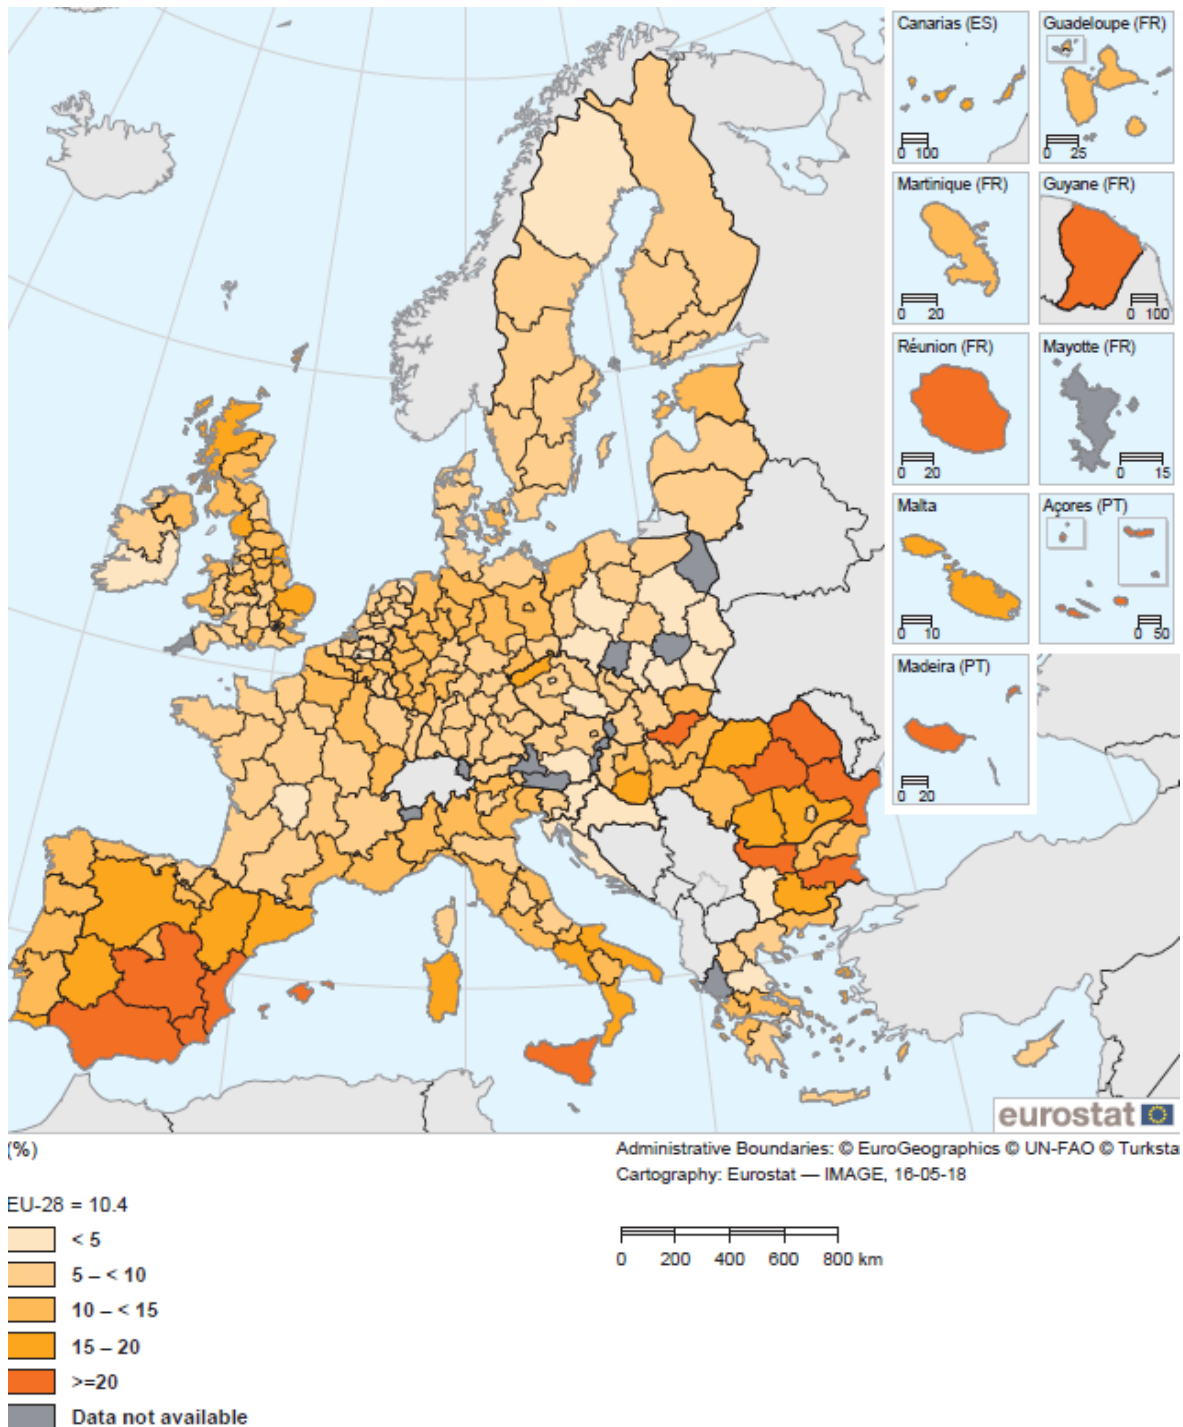 Canarias (ES)
0 100
Guadeloupe (FR)
0 25
Martinique (FR)
0 20
Guyane (FR)
0 100
Réunion (FR)
0 20
Mayotte (FR)
0 15
Malta
0 10
Açores (PT)
0 50
Madeira (PT)
0 20
eurostat
(%)
Administrative Boundaries: © EuroGeographics © UN-FAO © Turksta
Cartography: Eurostat — IMAGE, 16-05-18
EU-28 = 10.4
< 5
5 – < 10
10 – < 15
15 – 20
>=20
Data not available
0 200 400 600 800 km